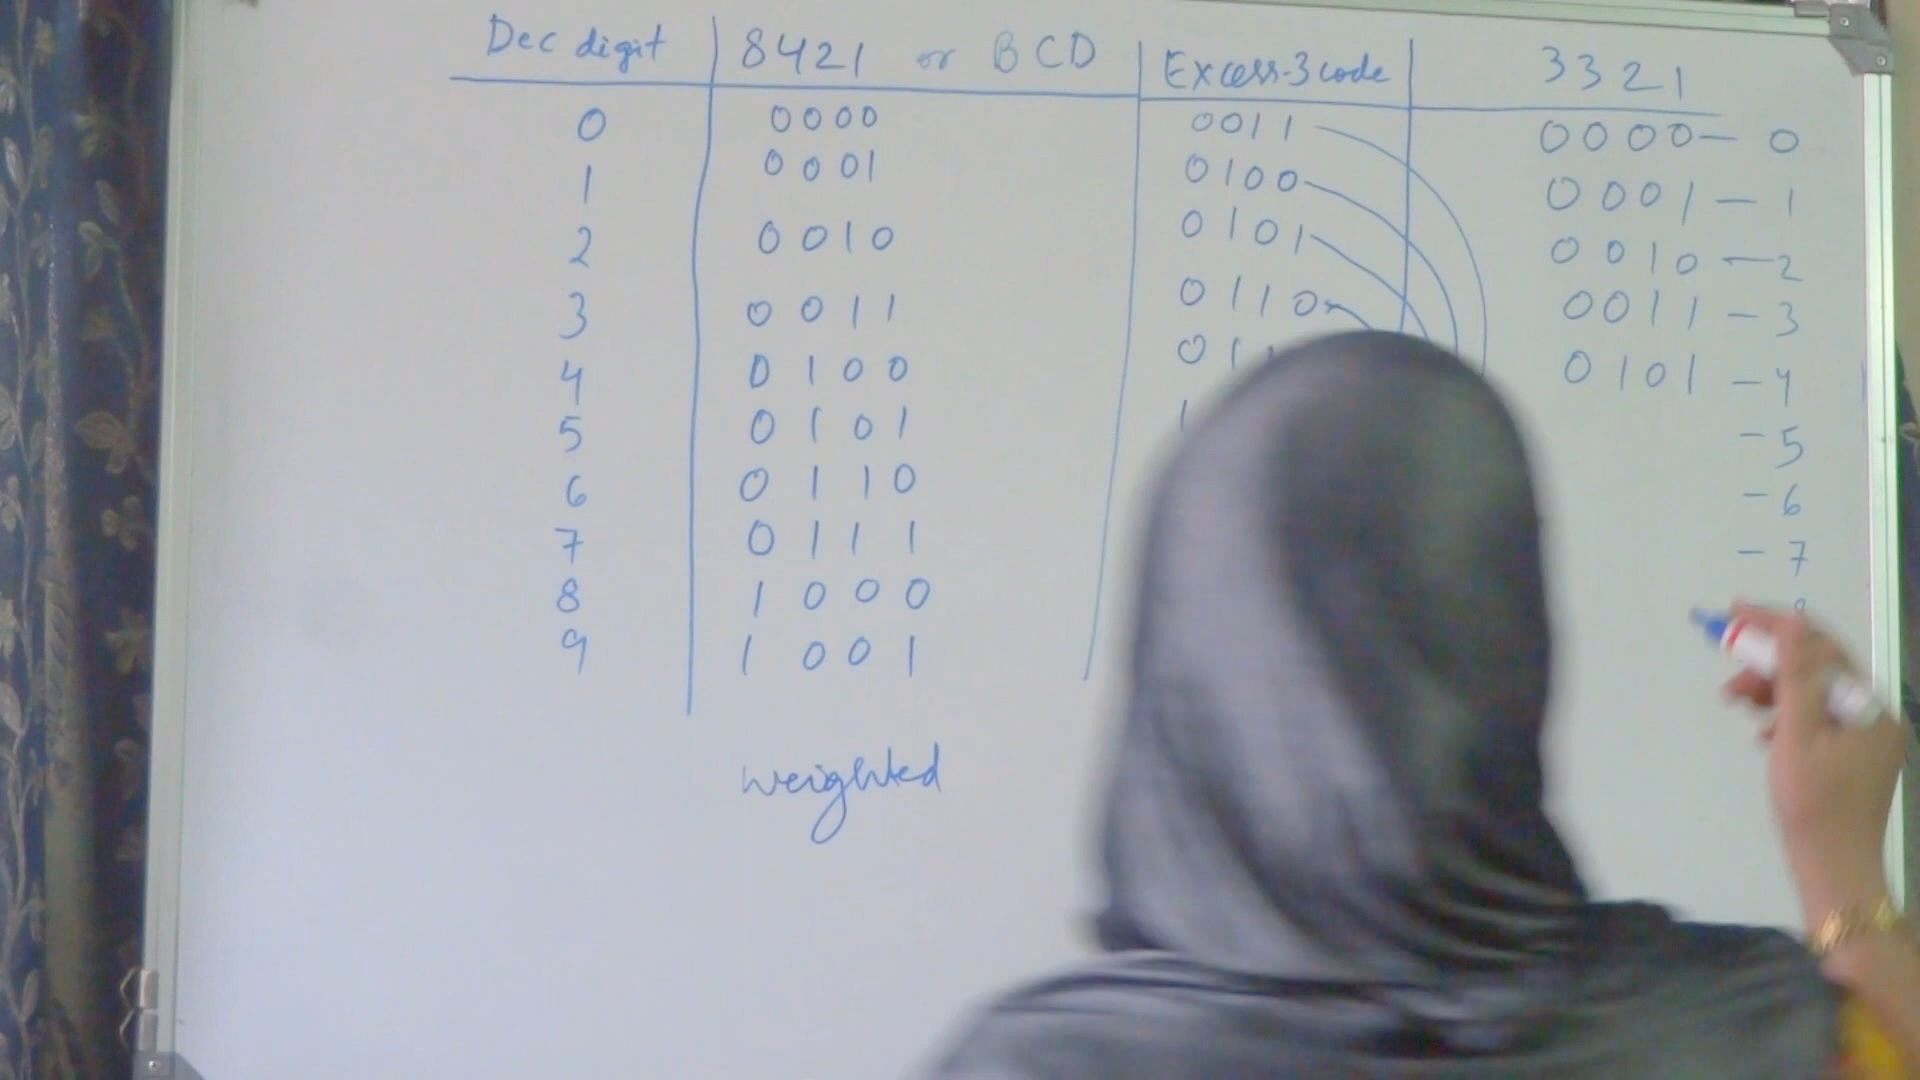 Dec digit 8421 or BCD Excess-3 code 3321
0 0000 0011 0000 — 0
1 0001 0100 0001 — 1
2 0010 0101 0010 — 2
3 0011 0110 0011 — 3
4 0100 01 0101 — 4
5 0101 1 — 5
6 0110 — 6
7 0111 — 7
8 1000
9 1001
weighted